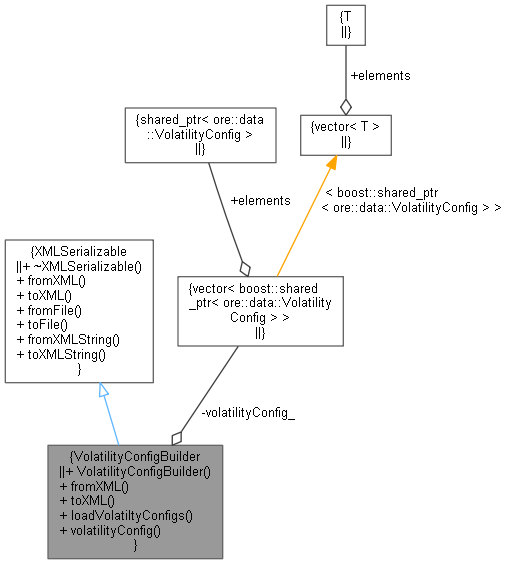 {T
||}
+elements
{shared_ptr< ore::data
::VolatilityConfig >
||}
{vector< T >
||}
+elements
< boost::shared_ptr
< ore::data::VolatilityConfig > >
{XMLSerializable
||+ ~XMLSerializable()
+ fromXML()
+ toXML()
+ fromFile()
+ toFile()
+ fromXMLString()
+ toXMLString()
}
{vector< boost::shared
_ptr< ore::data::Volatility
Config > >
||}
-volatilityConfig_
{VolatilityConfigBuilder
||+ VolatilityConfigBuilder()
+ fromXML()
+ toXML()
+ loadVolatiltyConfigs()
+ volatilityConfig()
}